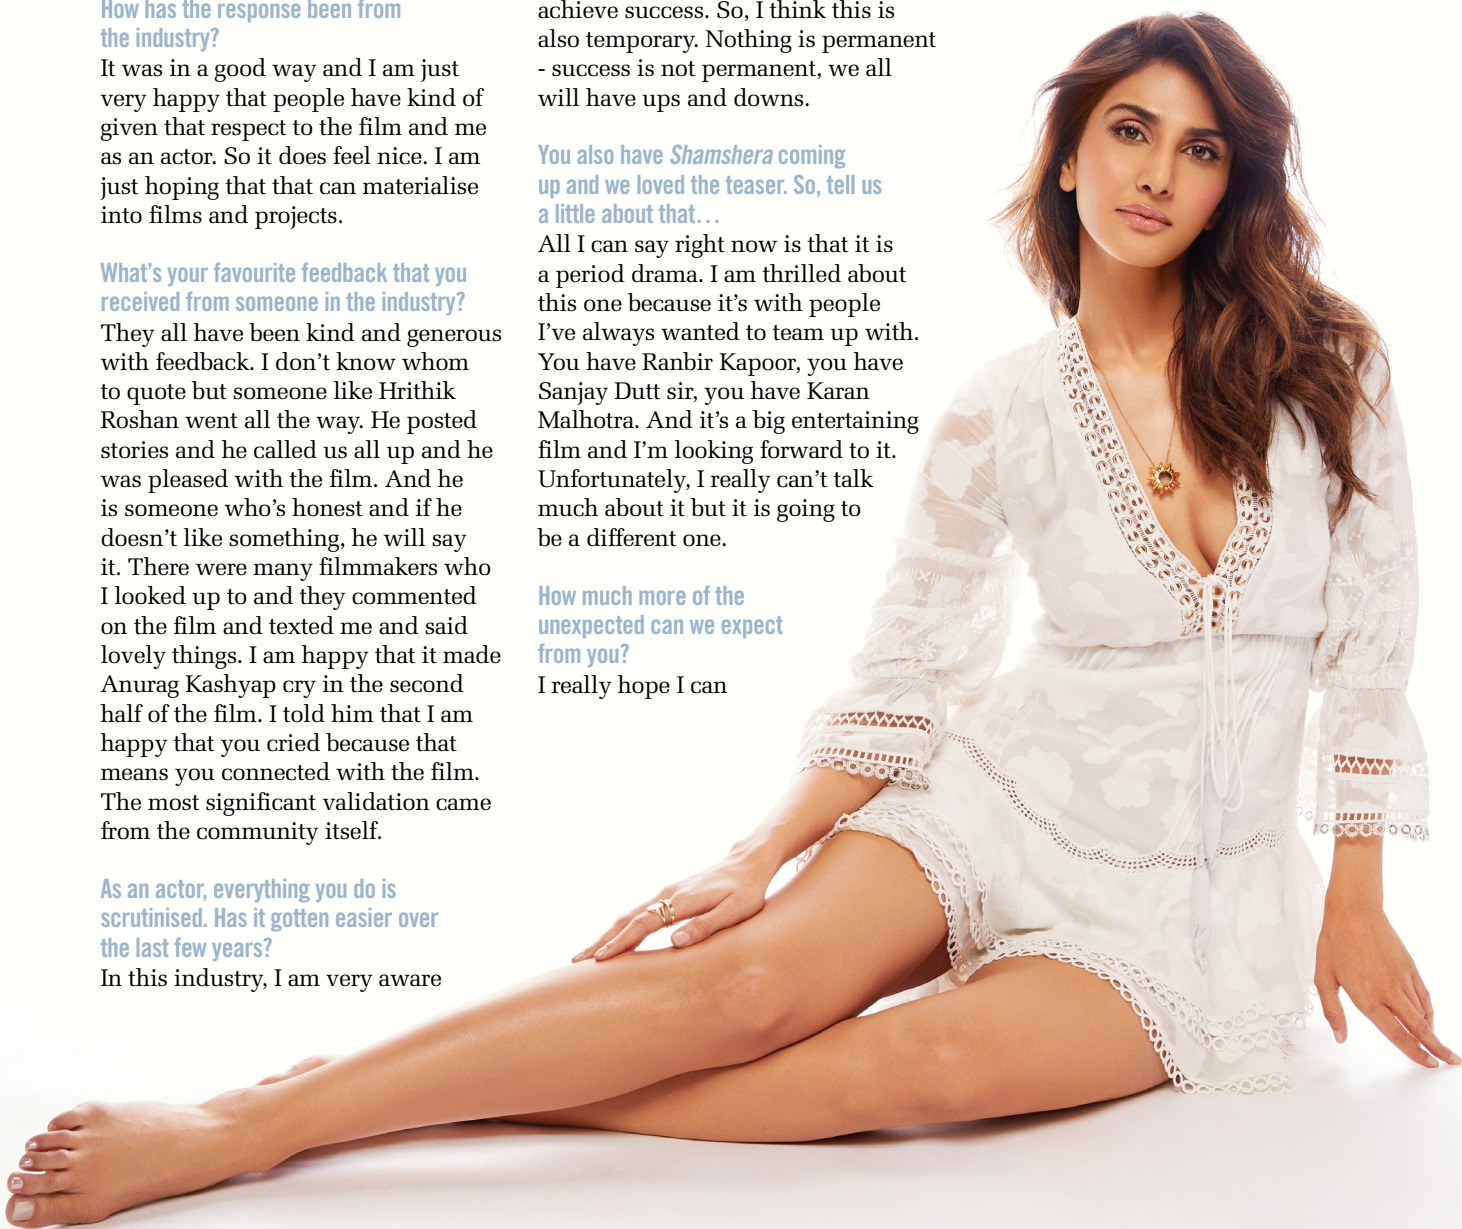 How has the response been from
the industry?
It was in a good way and I am just
very happy that people have kind of
given that respect to the film and me
as an actor. So it does feel nice. I am
just hoping that that can materialise
into films and projects.
What’s your favourite feedback that you
received from someone in the industry?
They all have been kind and generous
with feedback. I don’t know whom
to quote but someone like Hrithik
Roshan went all the way. He posted
stories and he called us all up and he
was pleased with the film. And he
is someone who’s honest and if he
doesn’t like something, he will say
it. There were many filmmakers who
I looked up to and they commented
on the film and texted me and said
lovely things. I am happy that it made
Anurag Kashyap cry in the second
half of the film. I told him that I am
happy that you cried because that
means you connected with the film.
The most significant validation came
from the community itself.
As an actor, everything you do is
scrutinised. Has it gotten easier over
the last few years?
In this industry, I am very aware
achieve success. So, I think this is
also temporary. Nothing is permanent
- success is not permanent, we all
will have ups and downs.
You also have Shamshera coming
up and we loved the teaser. So, tell us
a little about that…
All I can say right now is that it is
a period drama. I am thrilled about
this one because it’s with people
I’ve always wanted to team up with.
You have Ranbir Kapoor, you have
Sanjay Dutt sir, you have Karan
Malhotra. And it’s a big entertaining
film and I’m looking forward to it.
Unfortunately, I really can’t talk
much about it but it is going to
be a different one.
How much more of the
unexpected can we expect
from you?
I really hope I can